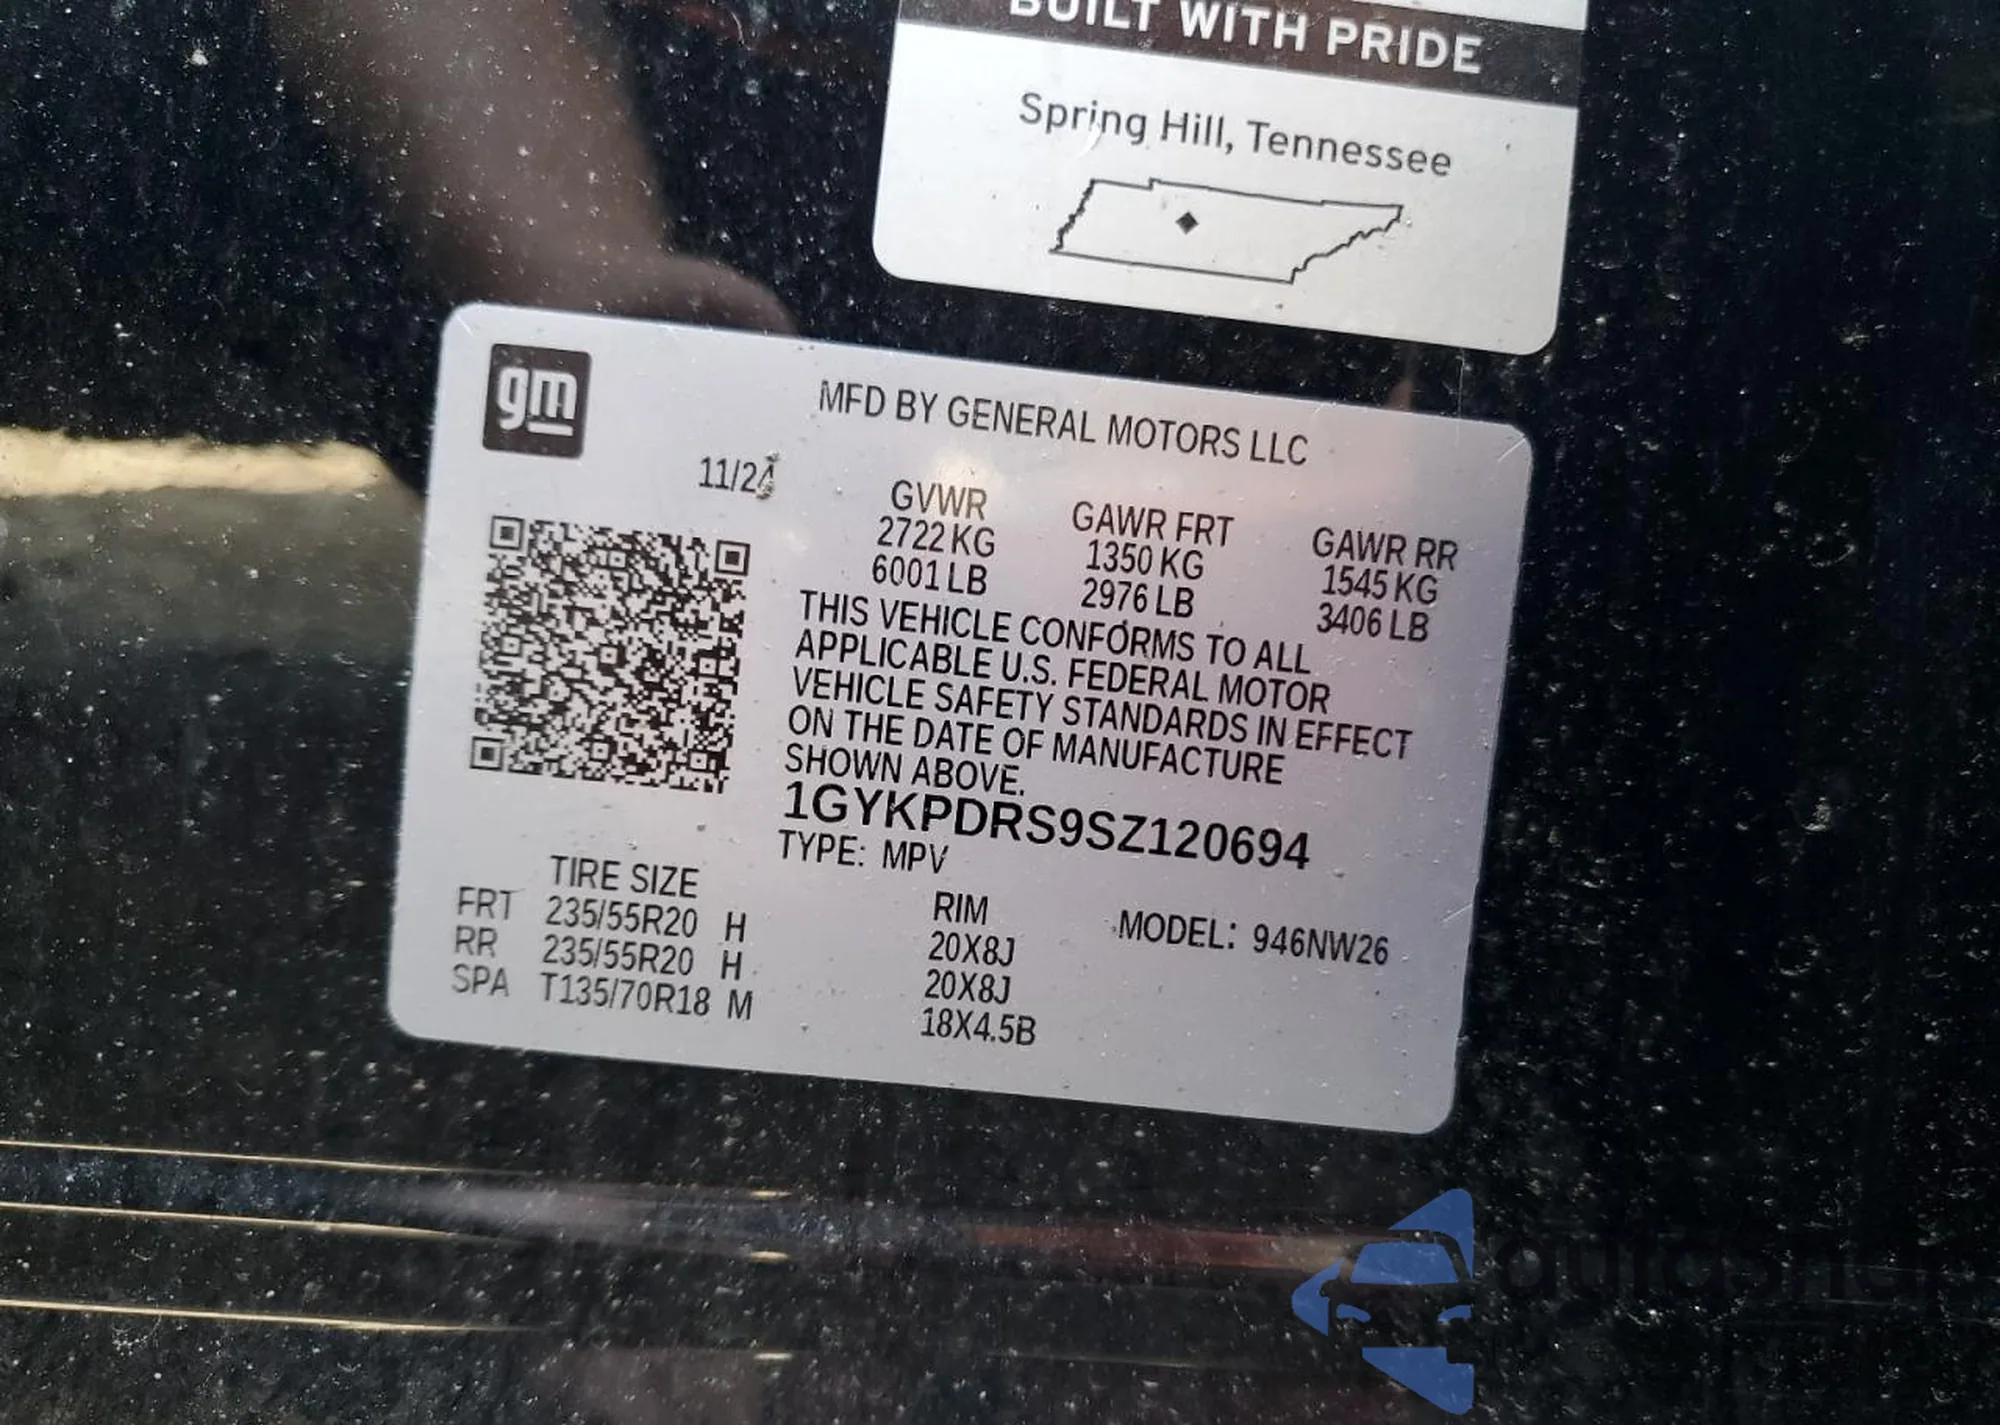 BUILT WITH PRIDE
Spring Hill, Tennessee
gm
MFD BY GENERAL MOTORS LLC
11/24
GVWR GAWR FRT GAWR RR
2722 KG 1350 KG 1545 KG
6001 LB 2976 LB 3406 LB
THIS VEHICLE CONFORMS TO ALL
APPLICABLE U.S. FEDERAL MOTOR
VEHICLE SAFETY STANDARDS IN EFFECT
ON THE DATE OF MANUFACTURE
SHOWN ABOVE.
1GYKPDRS9SZ120694
TYPE: MPV
TIRE SIZE RIM MODEL: 946NW26
FRT 235/55R20 H 20X8J
RR 235/55R20 H 20X8J
SPA T135/70R18 M 18X4.5B